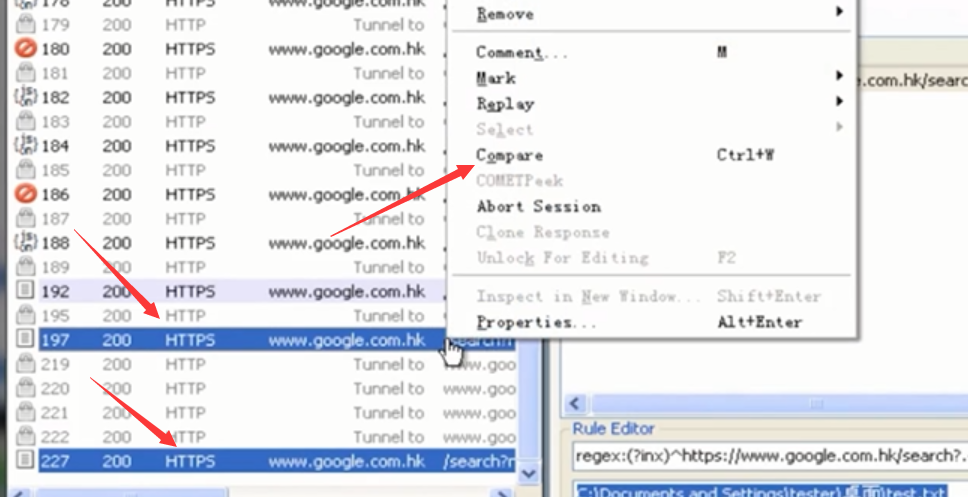 178 200 HTTPS www.google.com.hk
179 200 HTTP Tunnel to
180 200 HTTPS www.google.com.hk
181 200 HTTP Tunnel to
182 200 HTTPS www.google.com.hk
183 200 HTTP Tunnel to
184 200 HTTPS www.google.com.hk
185 200 HTTP Tunnel to
186 200 HTTPS www.google.com.hk
187 200 HTTP Tunnel to
188 200 HTTPS www.google.com.hk
189 200 HTTP Tunnel to
192 200 HTTPS www.google.com.hk
195 200 HTTP Tunnel to
197 200 HTTPS www.google.com.hk /search?r
219 200 HTTP Tunnel to www.goo
220 200 HTTP Tunnel to www.goo
221 200 HTTP Tunnel to www.goo
222 200 HTTP Tunnel to www.goo
227 200 HTTPS www.google.com.hk /search?r
Remove
Comment... M
Mark
Replay
Select
Compare Ctrl+W
COMETPeek
Abort Session
Clone Response
Unlock For Editing F2
Inspect in New Window... Shift+Enter
Properties... Alt+Enter
.com.hk/searc
Rule Editor
regex:(?inx)^https://www.google.com.hk/search?.
C:\Documents and Settings\tester\桌面\test.txt